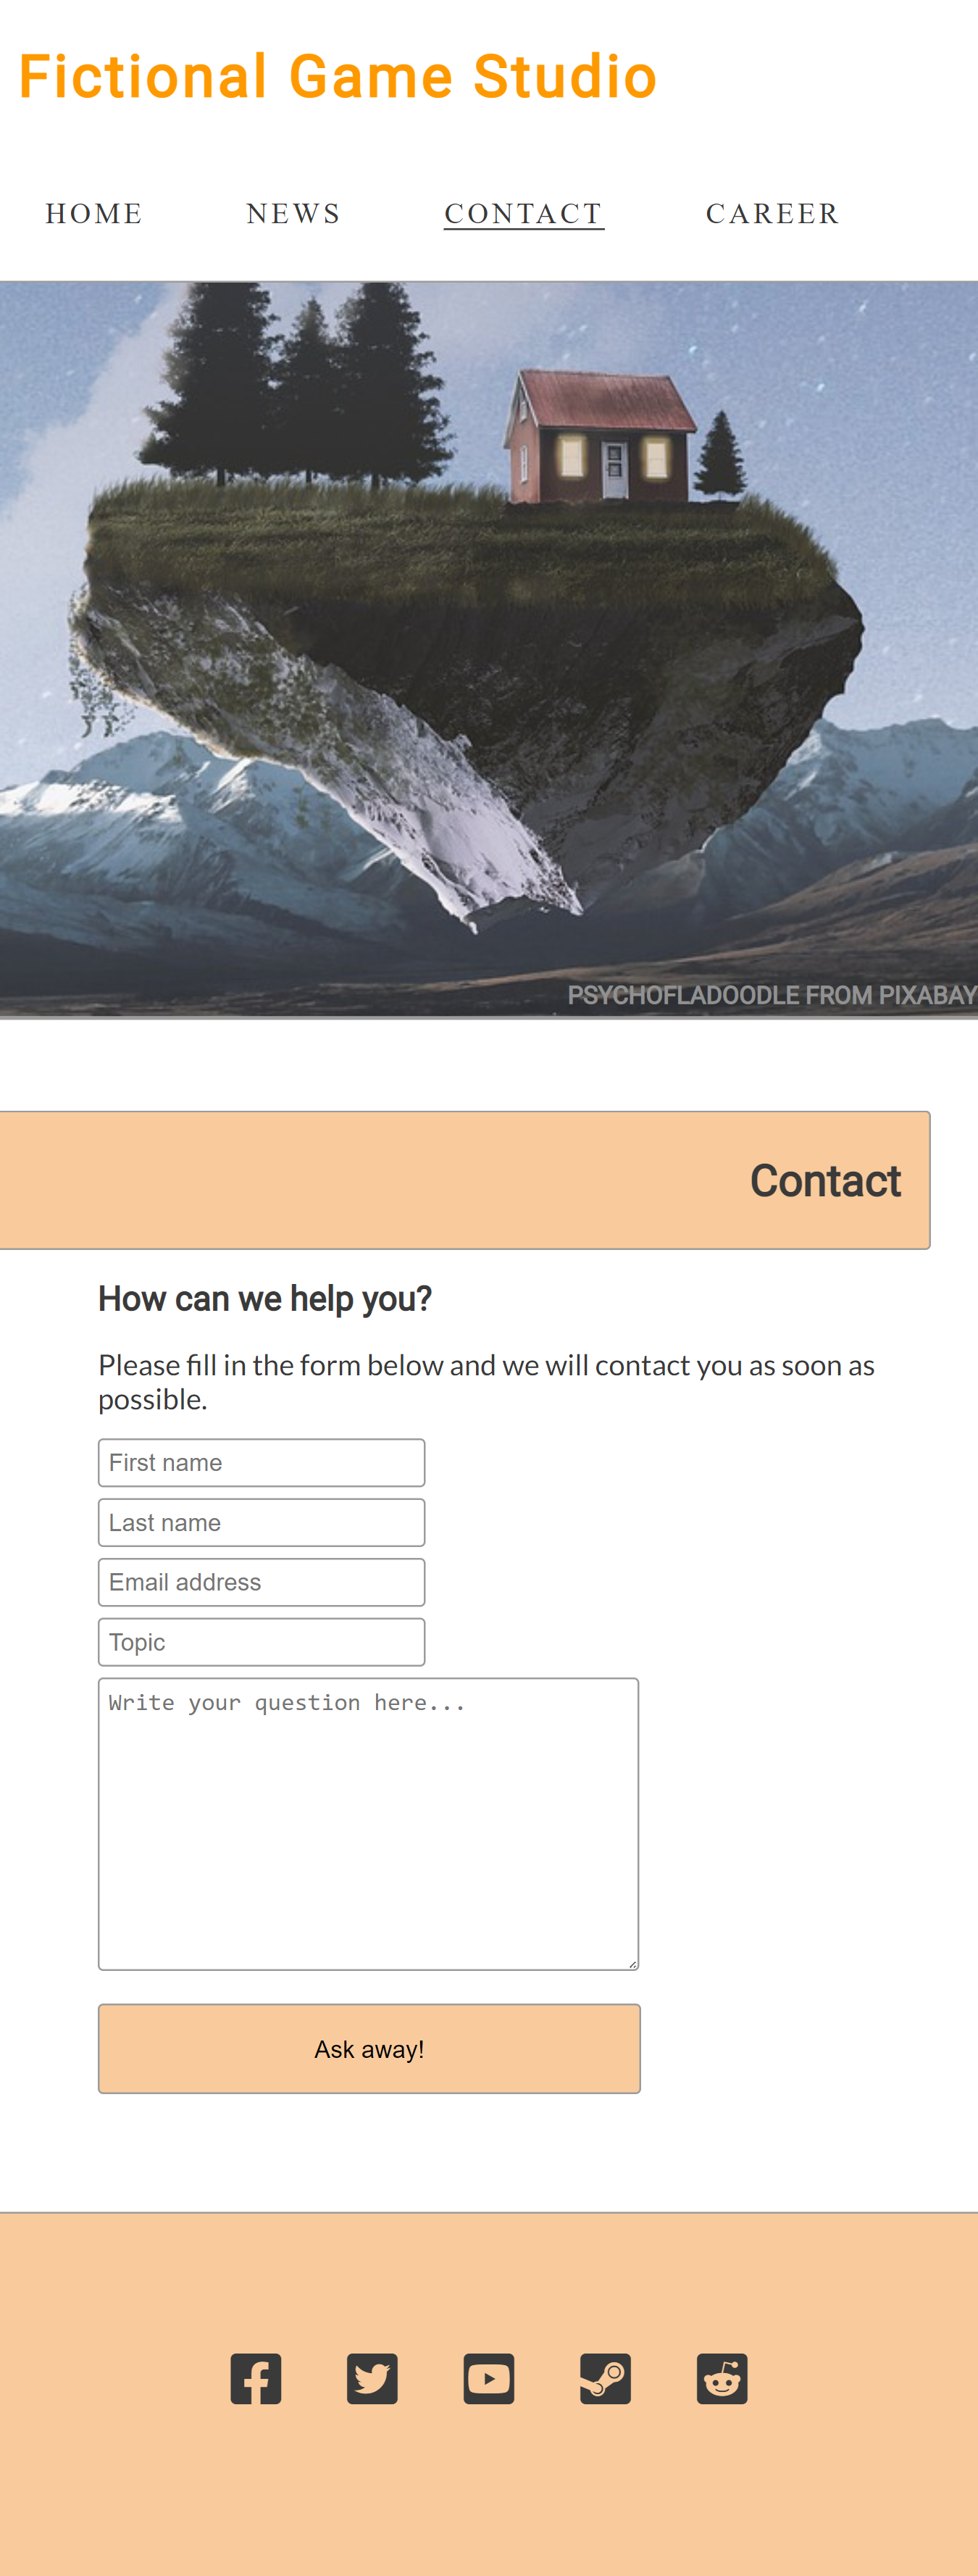 Fictional Game Studio
HOME NEWS CONTACT CAREER
PSYCHOFLADOODLE FROM PIXABAY
Contact
How can we help you?
Please fill in the form below and we will contact you as soon as
possible.
First name
Last name
Email address
Topic
Write your question here...
Ask away!